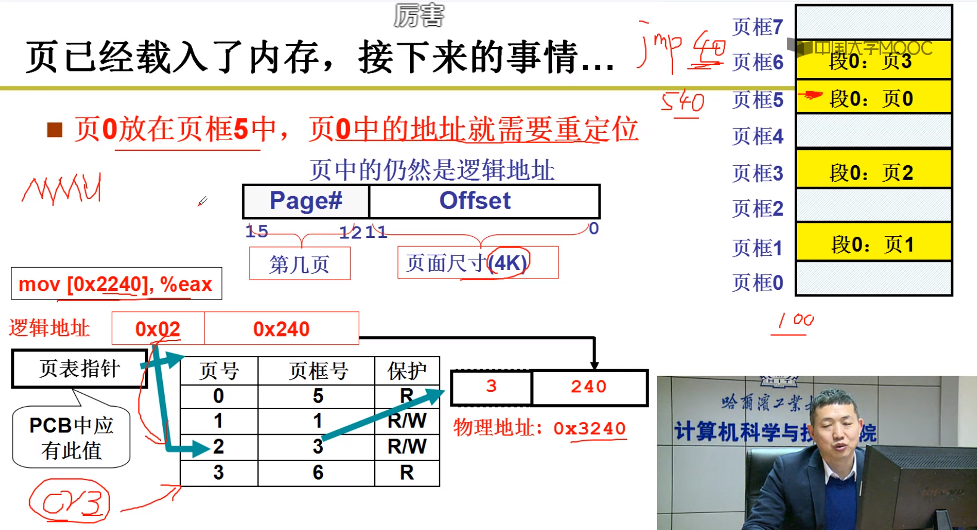 厉害
页已经载入了内存，接下来的事情...
jmp 40
540
■ 页0放在页框5中，页0中的地址就需要重定位
MMU
页中的仍然是逻辑地址
Page# Offset
15 12 11 0
第几页 页面尺寸(4K)
mov [0x2240], %eax
逻辑地址 0x02 0x240
页表指针
PCB中应
有此值
CR3
页号 页框号 保护
0 5 R
1 1 R/W
2 3 R/W
3 6 R
3 240
物理地址: 0x3240
页框7
中国大学MOOC
页框6 段0：页3
页框5 段0：页0
页框4
页框3 段0：页2
页框2
页框1 段0：页1
页框0
100
哈尔滨工业大
计算机科学与技 院